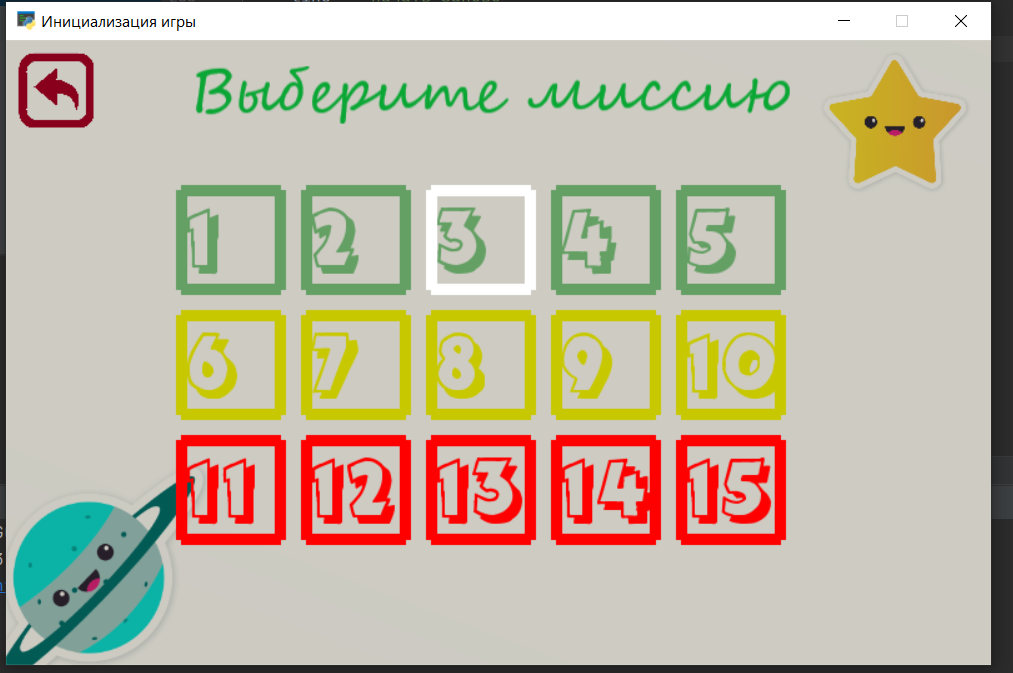 Инициализация игры
Выберите миссию
1 2 3 4 5
6 7 8 9 10
11 12 13 14 15